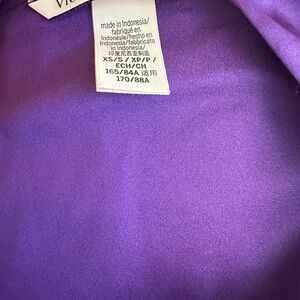 made in Indonesia/
fabriqué en
Indonésie/hecho en
Indonesia/fabbricato
in Indonesia/
印度尼西亚制造
XS/S / XP/P /
ECH/CH
165/84A 适用
170/88A